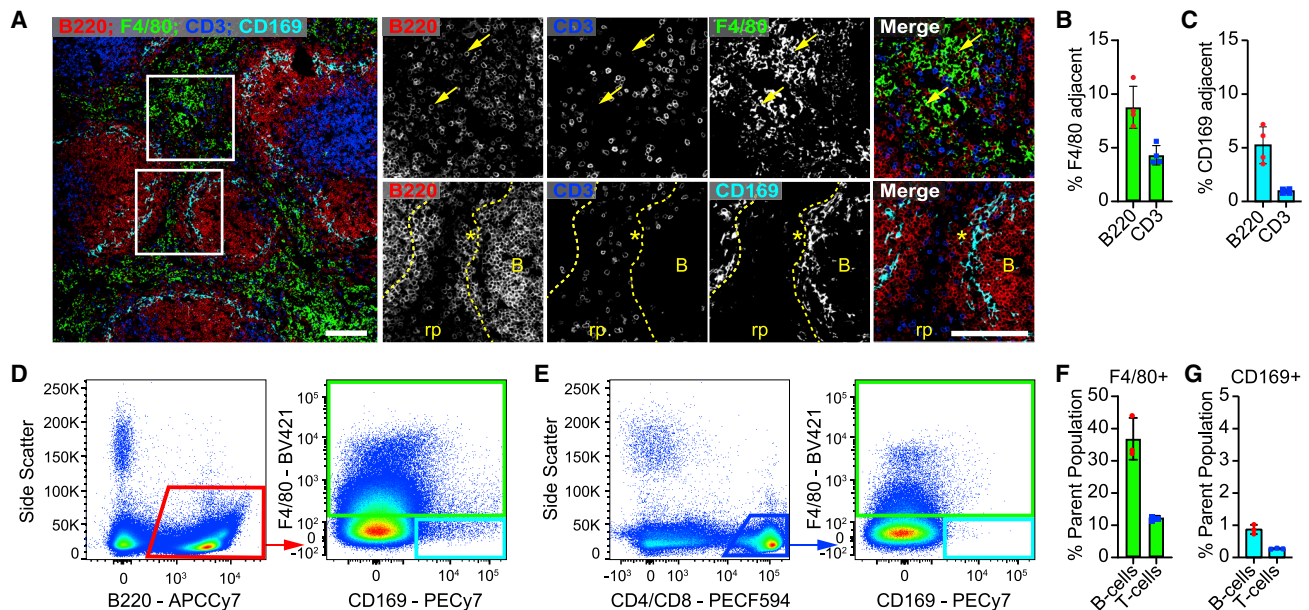 A
B220; F4/80; CD3; CD169
B220
CD3
F4/80
Merge
B220
CD3
CD169
Merge
*
B
rp
*
B
rp
*
B
rp
*
B
rp
B
% F4/80 adjacent
15
10
5
0
B220
CD3
C
% CD169 adjacent
15
10
5
0
B220
CD3
D
Side Scatter
250K
200K
150K
100K
50K
0
0
10³
10⁴
B220 - APCCy7
F4/80 - BV421
10⁵
10⁴
10³
10²
0
-10²
0
10³
10⁴
10⁵
CD169 - PECy7
E
Side Scatter
250K
200K
150K
100K
50K
0
-10³
0
10³
10⁴
10⁵
CD4/CD8 - PECF594
F4/80 - BV421
10⁵
10⁴
10³
10²
0
-10²
0
10³
10⁴
10⁵
CD169 - PECy7
F
F4/80+
% Parent Population
50
40
30
20
10
0
B-cells
T-cells
G
CD169+
% Parent Population
5
4
3
2
1
0
B-cells
T-cells